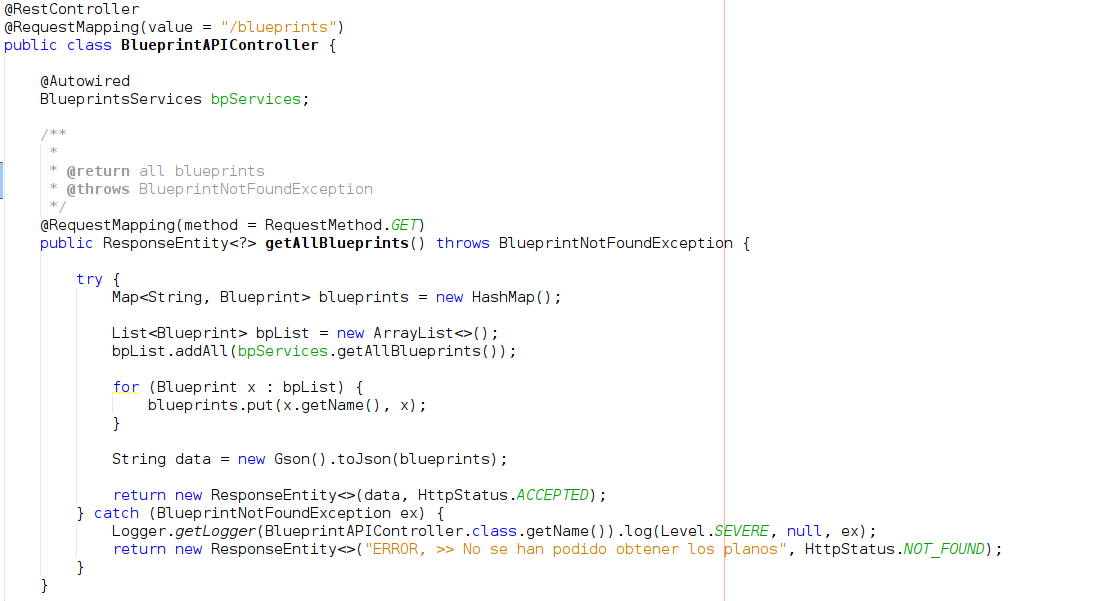 @RestController
@RequestMapping(value = "/blueprints")
public class BlueprintAPIController {
@Autowired
BlueprintsServices bpServices;
/**
*
* @return all blueprints
* @throws BlueprintNotFoundException
*/
@RequestMapping(method = RequestMethod.GET)
public ResponseEntity<?> getAllBlueprints() throws BlueprintNotFoundException {
try {
Map<String, Blueprint> blueprints = new HashMap();
List<Blueprint> bpList = new ArrayList<>();
bpList.addAll(bpServices.getAllBlueprints());
for (Blueprint x : bpList) {
blueprints.put(x.getName(), x);
}
String data = new Gson().toJson(blueprints);
return new ResponseEntity<>(data, HttpStatus.ACCEPTED);
} catch (BlueprintNotFoundException ex) {
Logger.getLogger(BlueprintAPIController.class.getName()).log(Level.SEVERE, null, ex);
return new ResponseEntity<>("ERROR, >> No se han podido obtener los planos", HttpStatus.NOT_FOUND);
}
}